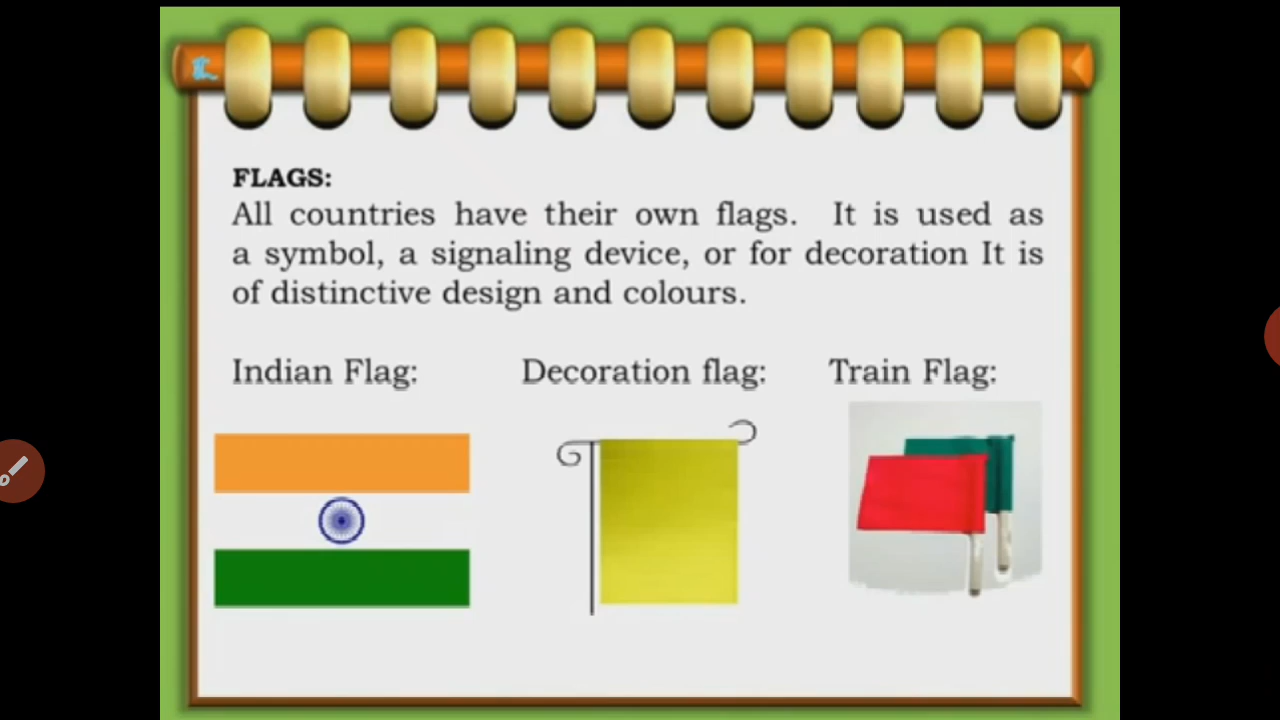 FLAGS:
All countries have their own flags. It is used as
a symbol, a signaling device, or for decoration It is
of distinctive design and colours.
Indian Flag: Decoration flag: Train Flag: